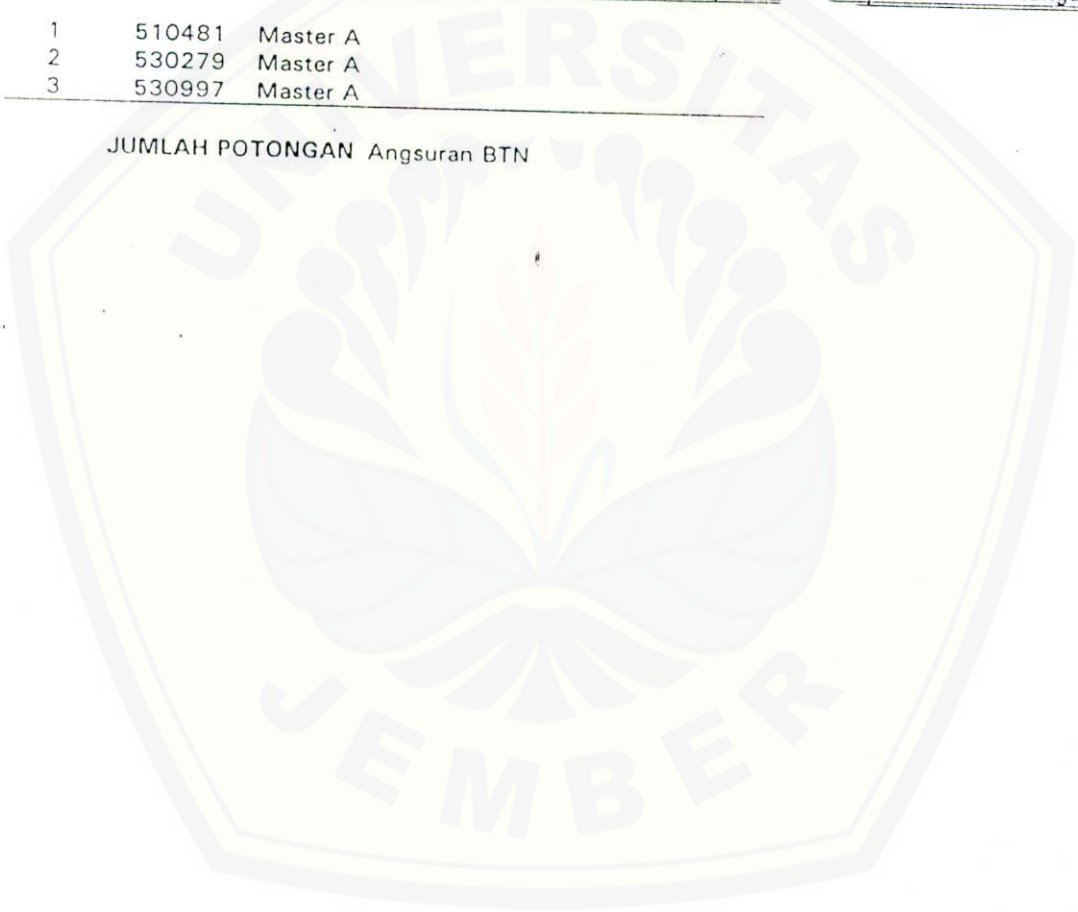 1 510481 Master A
2 530279 Master A
3 530997 Master A
JUMLAH POTONGAN Angsuran BTN
UNIVERSITAS
JEMBER